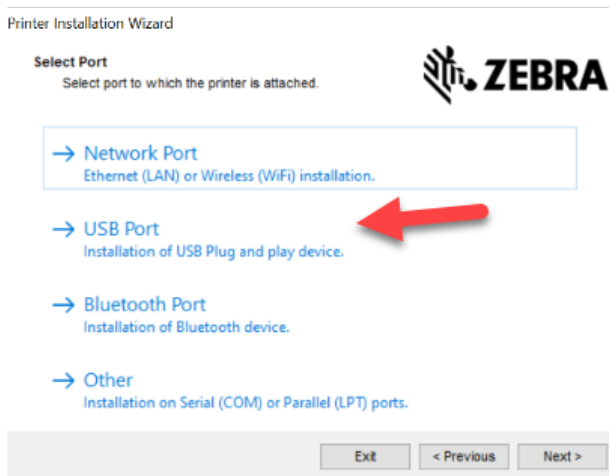 Printer Installation Wizard
Select Port
Select port to which the printer is attached.
ZEBRA
Network Port
Ethernet (LAN) or Wireless (WiFi) installation.
USB Port
Installation of USB Plug and play device.
Bluetooth Port
Installation of Bluetooth device.
Other
Installation on Serial (COM) or Parallel (LPT) ports.
Exit < Previous Next >